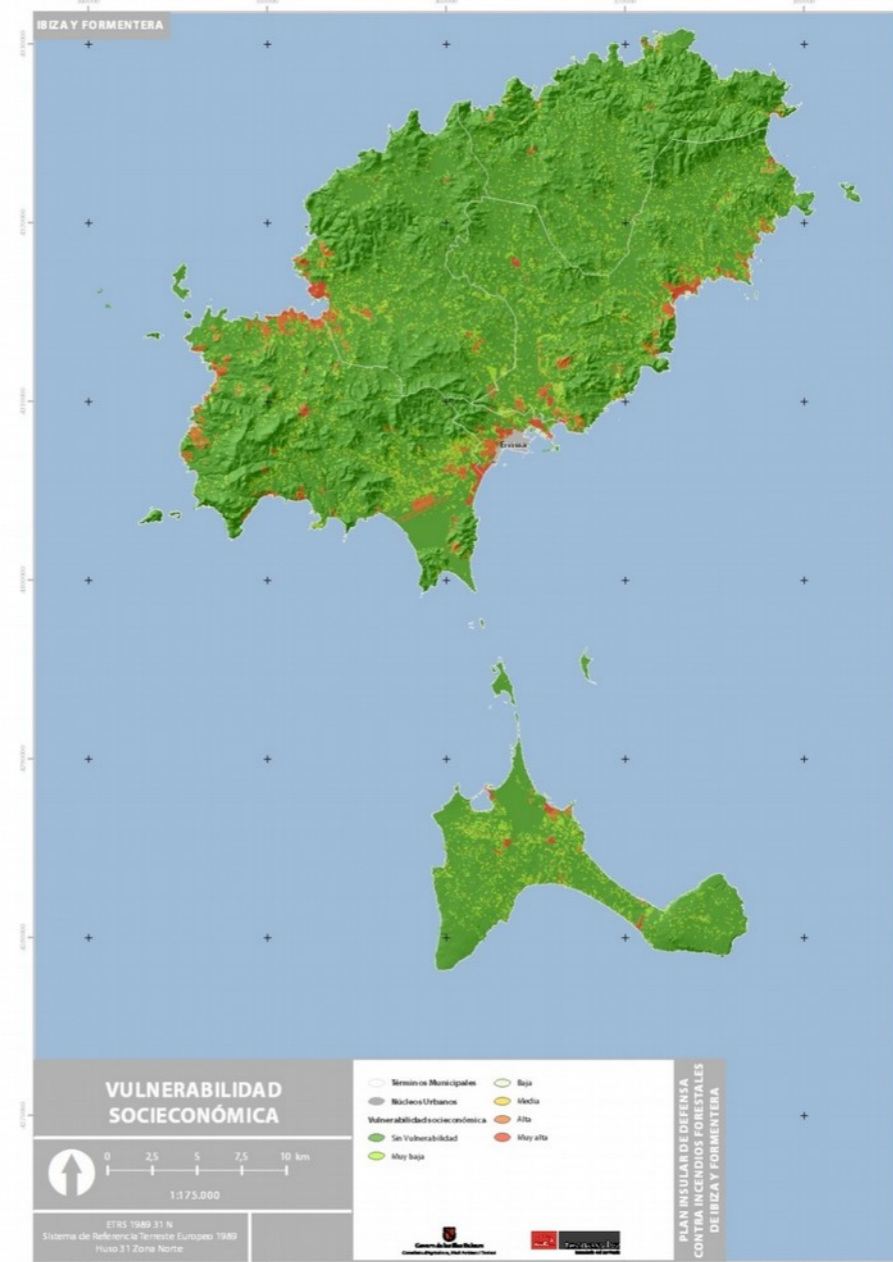 IBIZA Y FORMENTERA
Eivissa
VULNERABILIDAD
SOCIECONÓMICA
0 2,5 5 7,5 10 km
1:175.000
ETRS 1989 31 N
Sistema de Referencia Terreste Europeo 1989
Huso 31 Zona Norte
Términos Municipales
Núcleos Urbanos
Vulnerabilidad socioeconómica
Sin Vulnerabilidad
Muy baja
Baja
Media
Alta
Muy alta
Govern de les Illes Balears
PLAN INSULAR DE DEFENSA
CONTRA INCENDIOS FORESTALES
DE IBIZA Y FORMENTERA